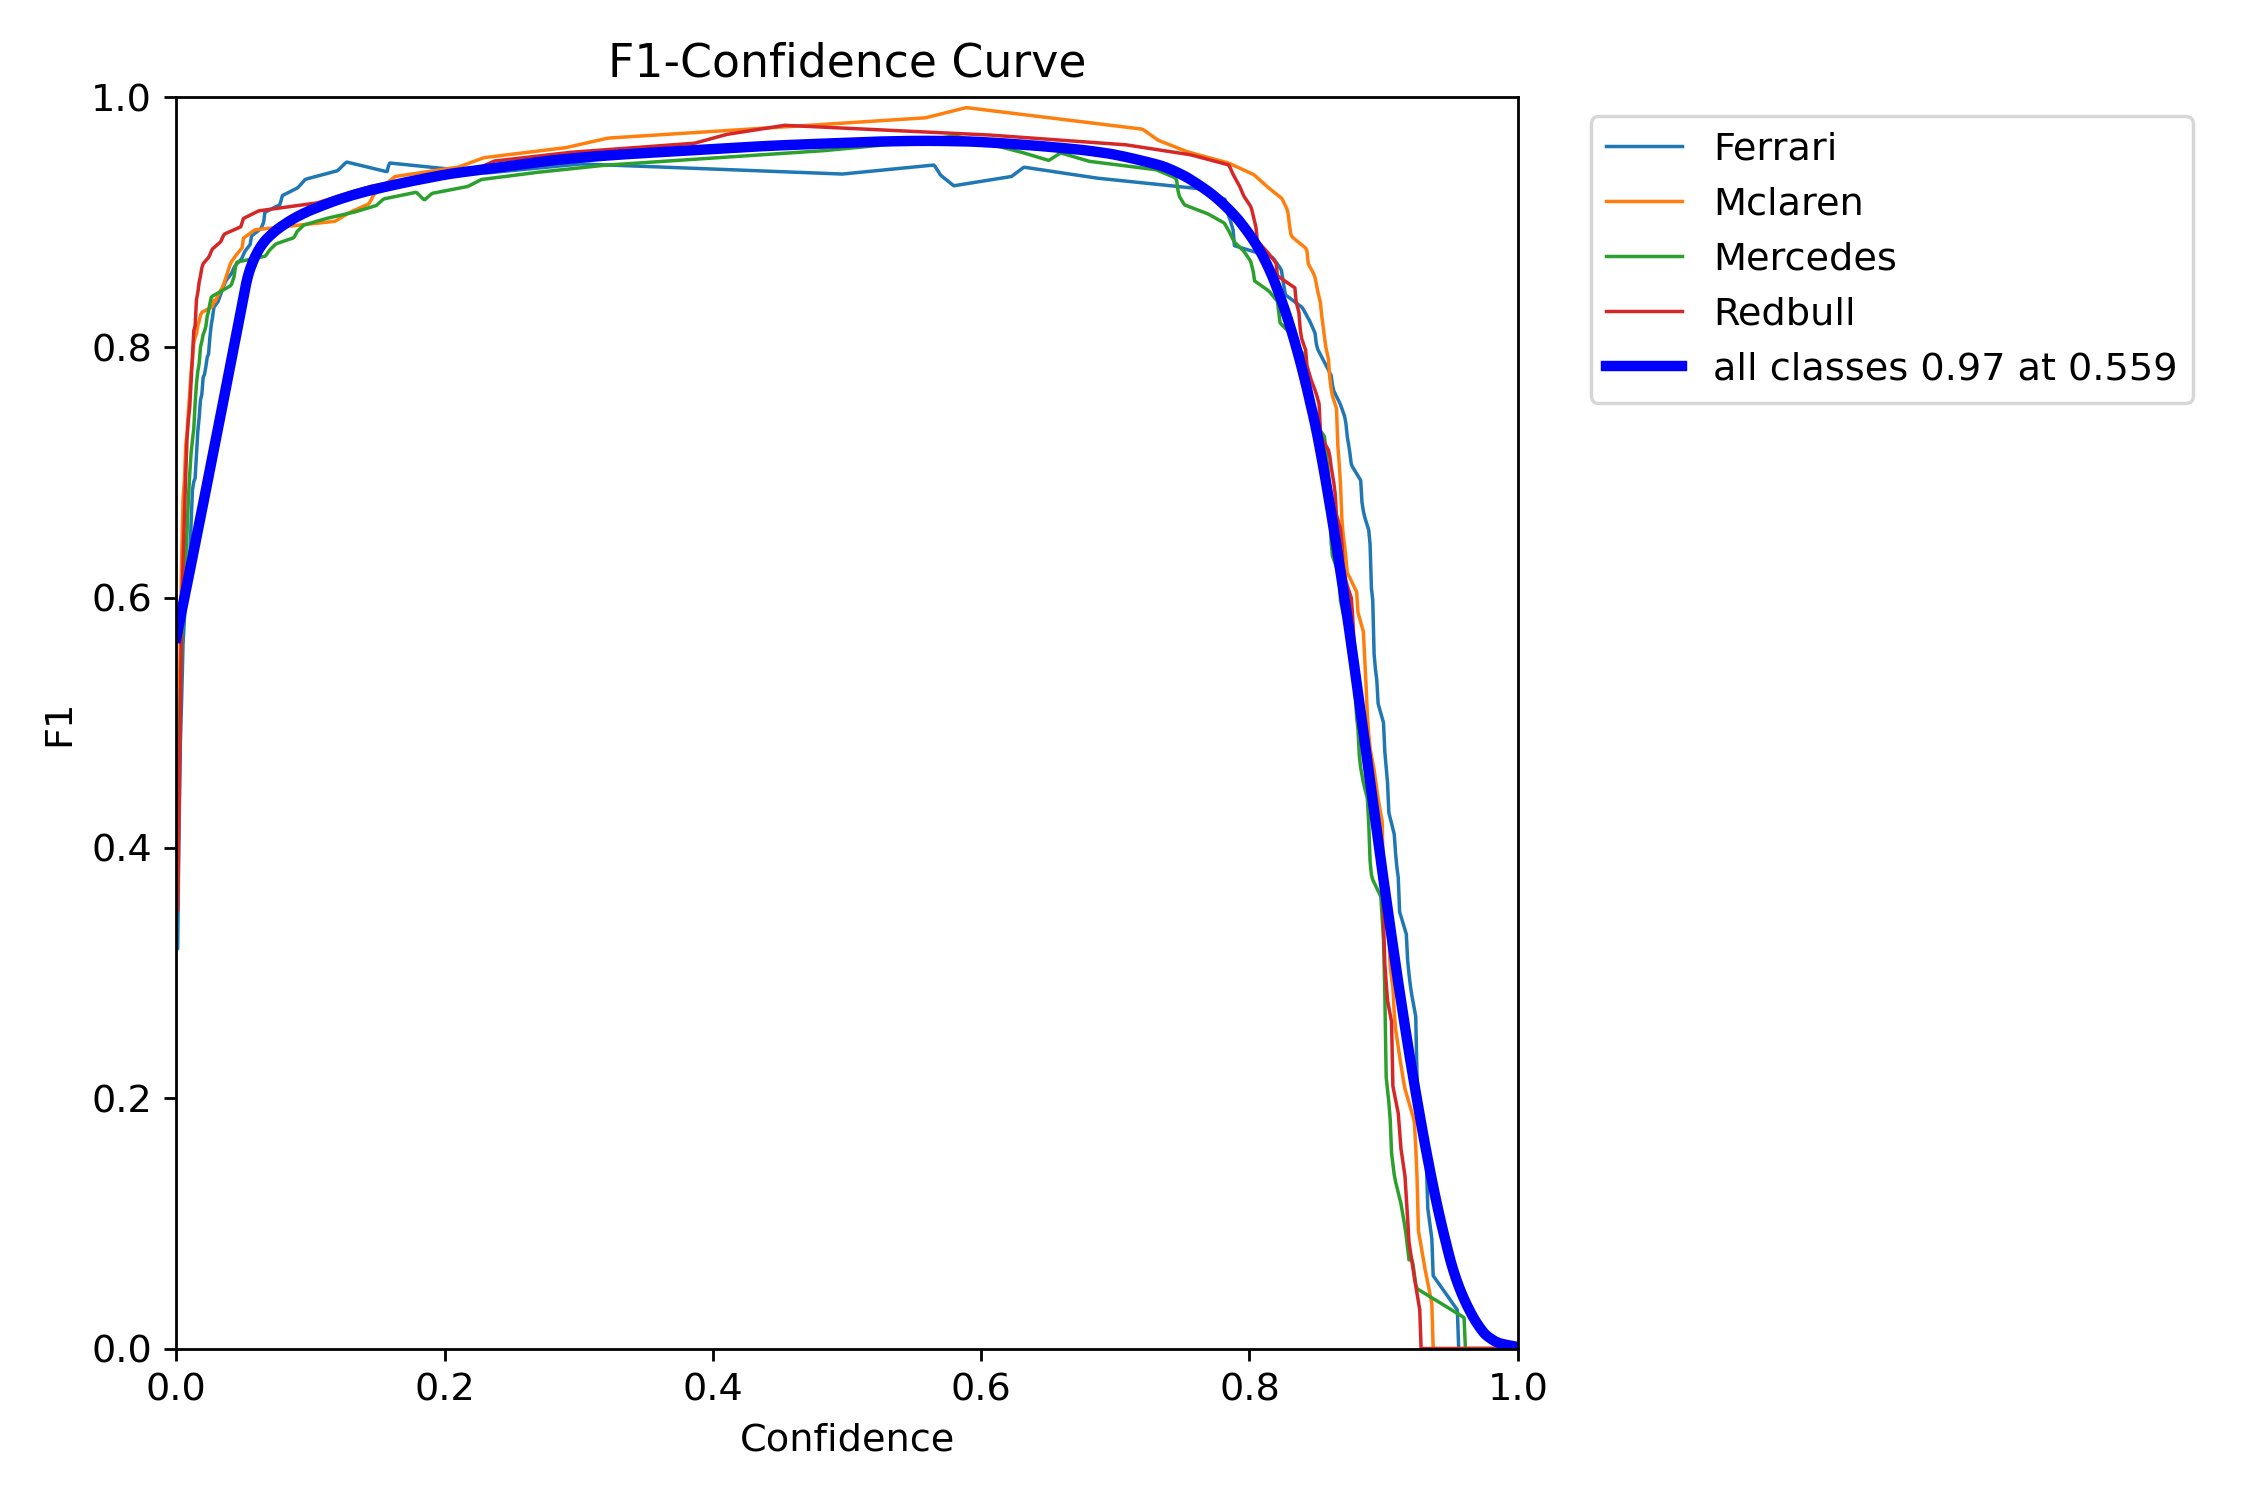 F1-Confidence Curve
1.0
0.8
0.6
0.4
0.2
0.0
F1
0.0 0.2 0.4 0.6 0.8 1.0
Confidence
Ferrari
Mclaren
Mercedes
Redbull
all classes 0.97 at 0.559